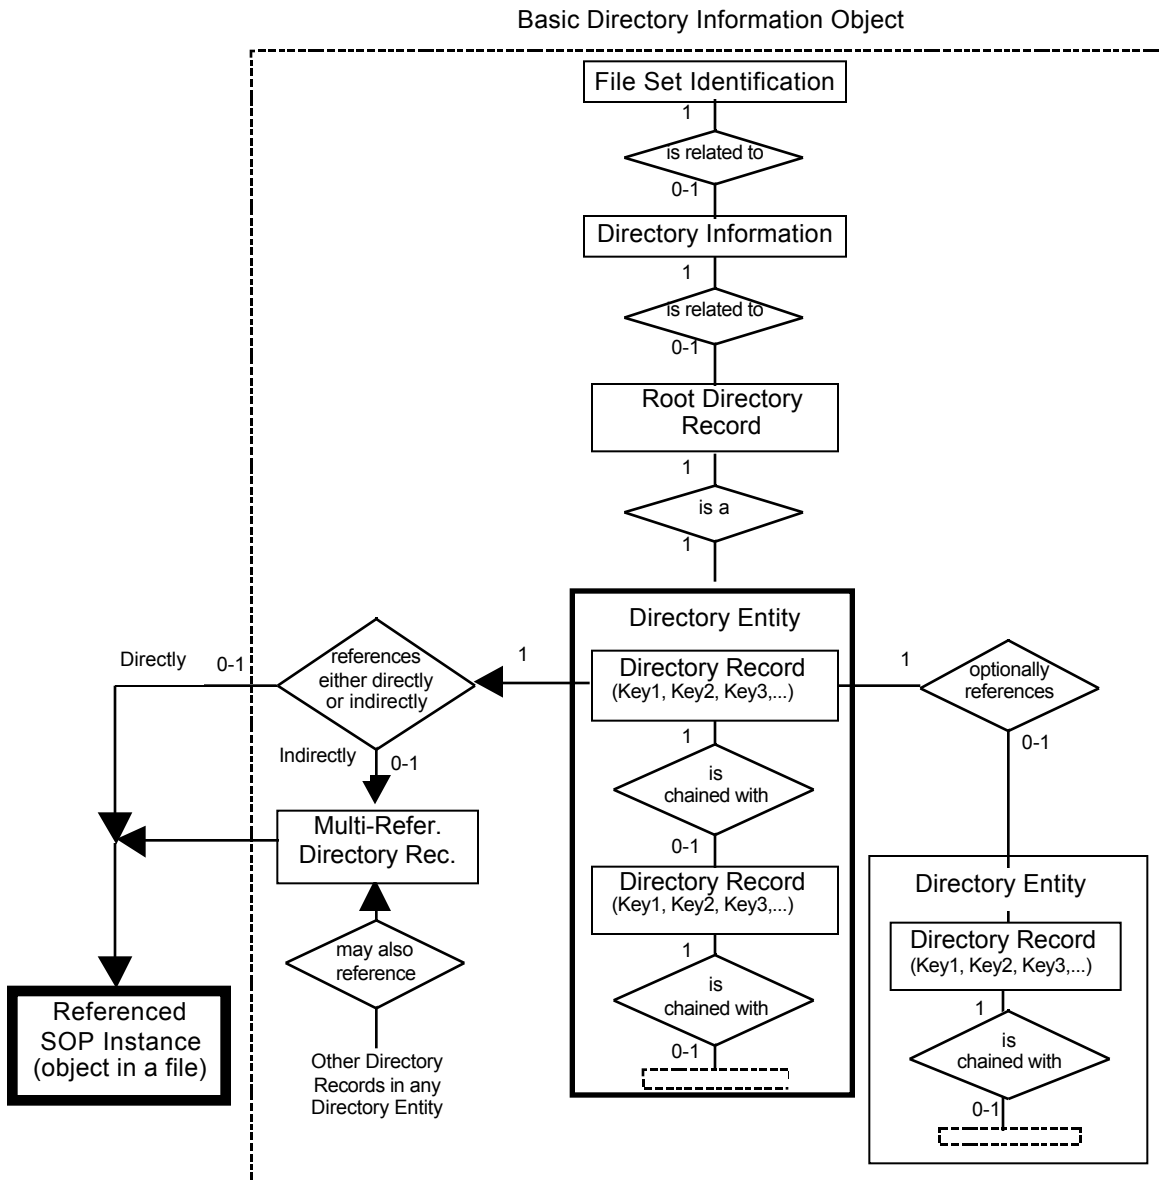 Basic Directory Information Object
File Set Identification
1
is related to
0-1
Directory Information
1
is related to
0-1
Root Directory
Record
1
is a
1
Directory Entity
Directly
0-1
references
either directly
or indirectly
1
Directory Record
(Key1, Key2, Key3,...)
1
optionally
references
0-1
Indirectly
0-1
1
is
chained with
0-1
Multi-Refer.
Directory Rec.
Directory Record
(Key1, Key2, Key3,...)
Directory Entity
may also
reference
1
is
chained with
0-1
Directory Record
(Key1, Key2, Key3,...)
1
is
chained with
0-1
Referenced
SOP Instance
(object in a file)
Other Directory
Records in any
Directory Entity